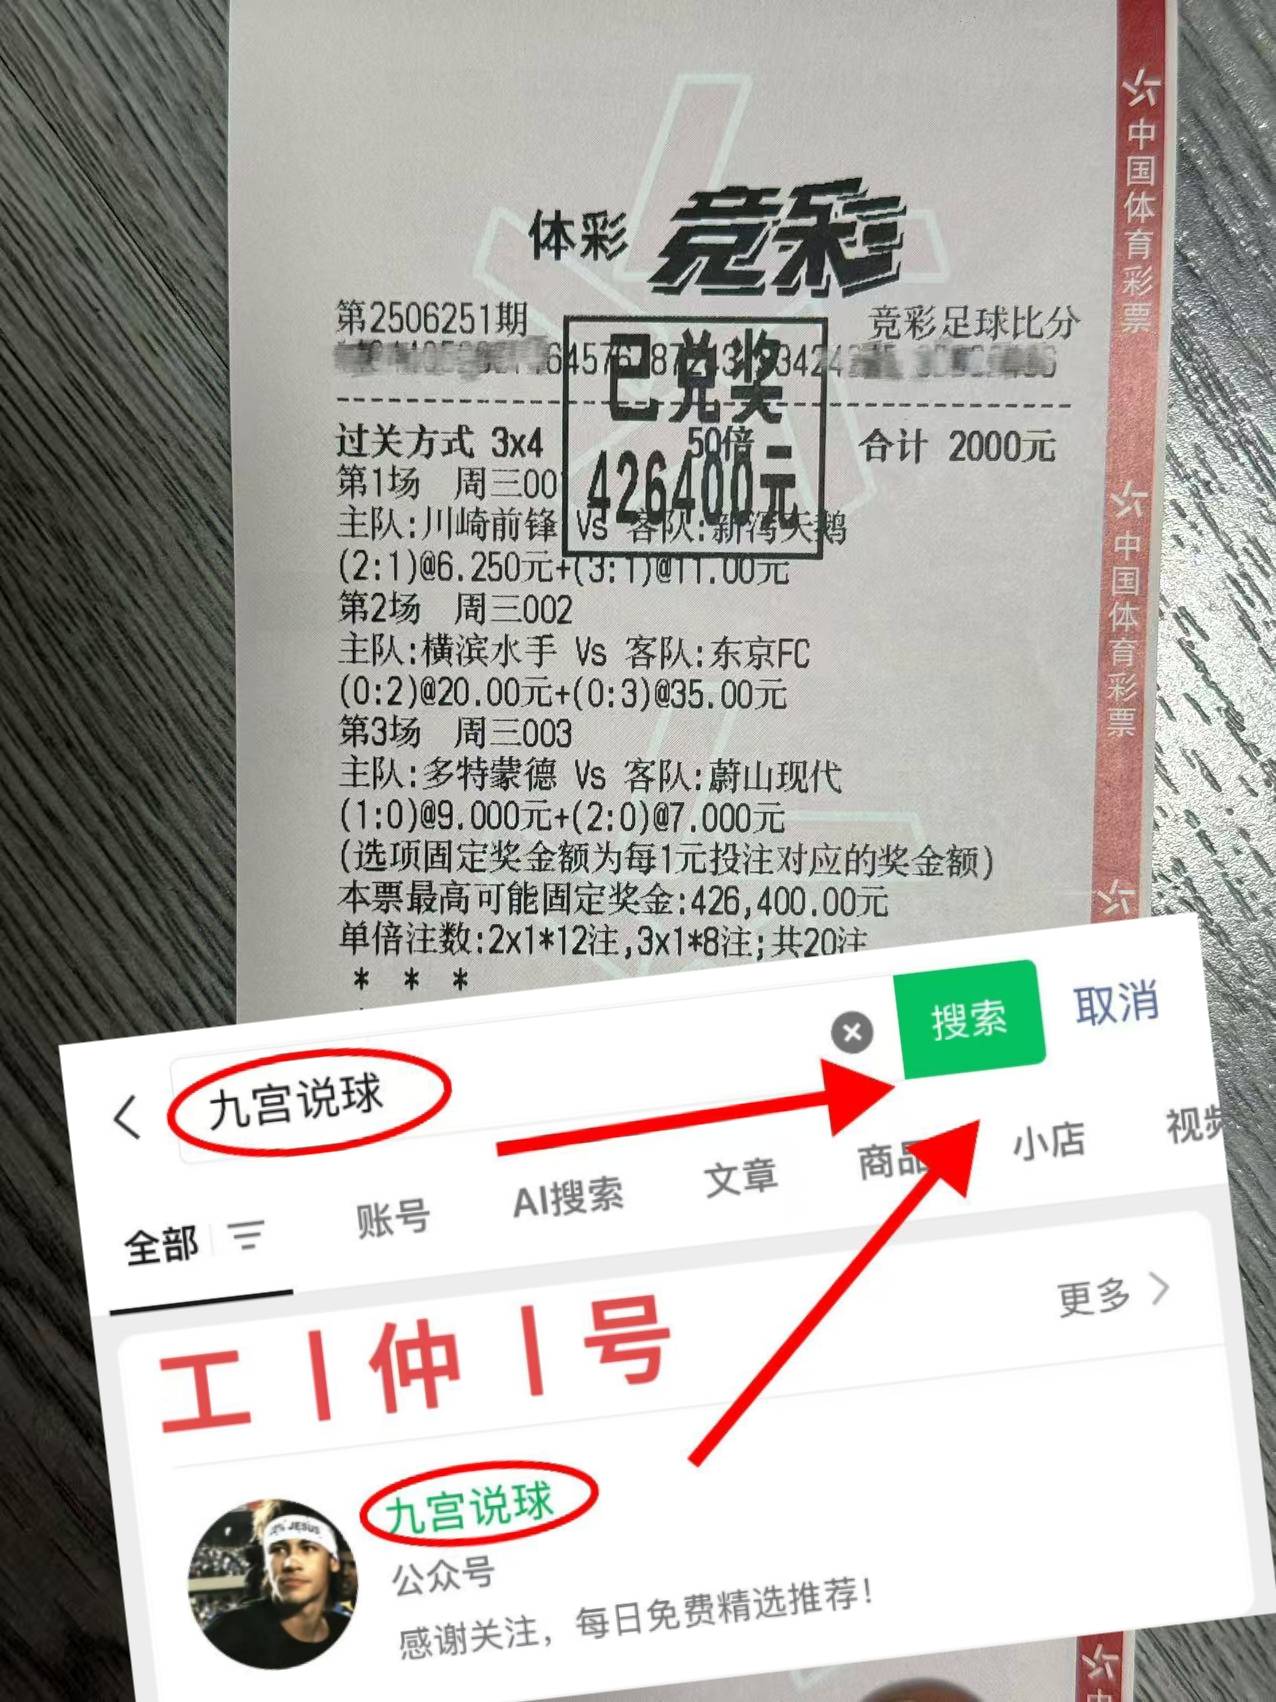 体彩 竞彩
第2506251期
竞彩足球比分
已兑奖
426400元
过关方式 3x4
50倍
合计 2000元
第1场 周三00
主队:川崎前锋 Vs 客队:新泻天鹅
(2:1)@6.250元+(3:1)@11.00元
第2场 周三002
主队:横滨水手 Vs 客队:东京FC
(0:2)@20.00元+(0:3)@35.00元
第3场 周三003
主队:多特蒙德 Vs 客队:蔚山现代
(1:0)@9.000元+(2:0)@7.000元
(选项固定奖金额为每1元投注对应的奖金额)
本票最高可能固定奖金:426,400.00元
单倍注数:2x1*12注,3x1*8注;共20注
* * *
中国体育彩票
中国体育彩票
九宫说球
搜索
取消
全部
账号
AI搜索
文章
商品
小店
视频
工丨仲丨号
更多
JESUS
九宫说球
公众号
感谢关注，每日免费精选推荐！
中